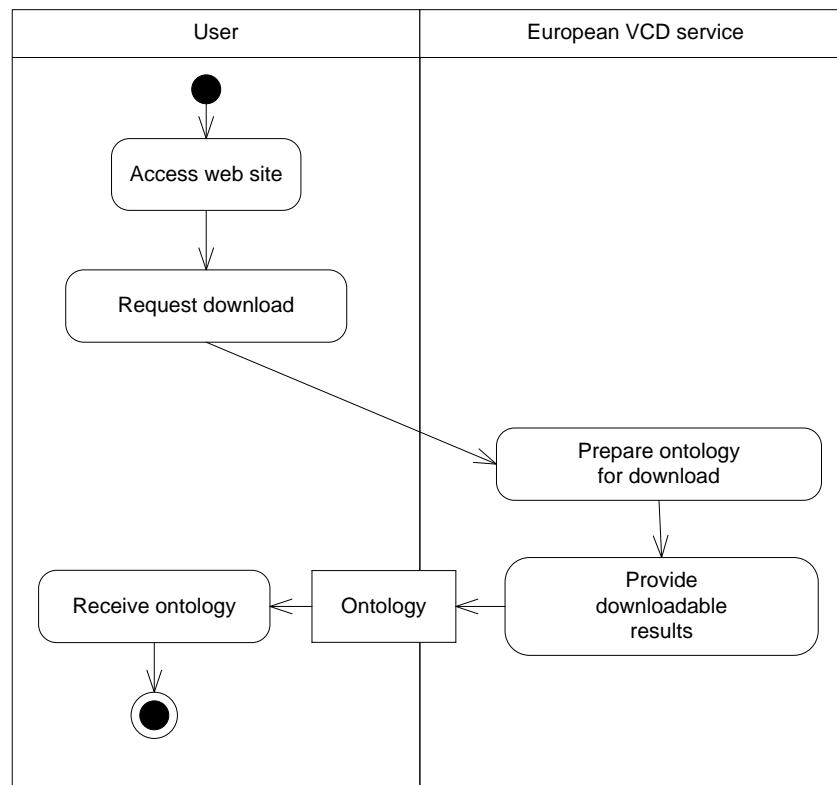 User
European VCD service
Access web site
Request download
Prepare ontology
for download
Provide
downloadable
results
Ontology
Receive ontology